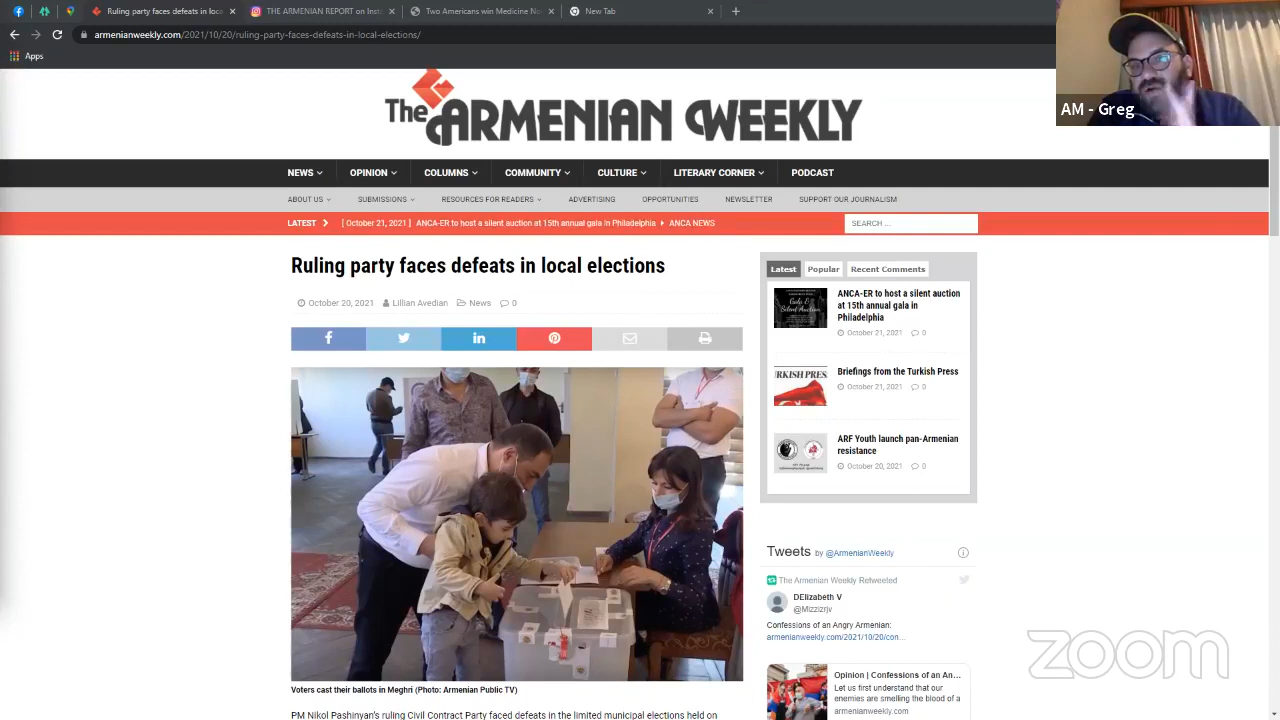 Ruling party faces defeats in loc
THE ARMENIAN REPORT on Inst
Two Americans win Medicine No
New Tab
armenianweekly.com/2021/10/20/ruling-party-faces-defeats-in-local-elections/
Apps
AM - Greg
The ARMENIAN WEEKLY
NEWS OPINION COLUMNS COMMUNITY CULTURE LITERARY CORNER PODCAST
ABOUT US SUBMISSIONS RESOURCES FOR READERS ADVERTISING OPPORTUNITIES NEWSLETTER SUPPORT OUR JOURNALISM
LATEST [ October 21, 2021 ] ANCA-ER to host a silent auction at 15th annual gala in Philadelphia ANCA NEWS
SEARCH ...
Ruling party faces defeats in local elections
October 20, 2021 Lillian Avedian News 0
Voters cast their ballots in Meghri (Photo: Armenian Public TV)
PM Nikol Pashinyan's ruling Civil Contract Party faced defeats in the limited municipal elections held on
Latest Popular Recent Comments
Gala &
Silent Auction
ANCA-ER to host a silent auction
at 15th annual gala in
Philadelphia
October 21, 2021 0
URKISH PRES
Briefings from the Turkish Press
October 21, 2021 0
ARF Youth launch pan-Armenian
resistance
October 20, 2021 0
Tweets by @ArmenianWeekly
The Armenian Weekly Retweeted
DElizabeth V
@Mizzizrjv
Confessions of an Angry Armenian:
armenianweekly.com/2021/10/20/con...
Opinion | Confessions of an An...
Let us first understand that our
enemies are smelling the blood of a
armenianweekly.com
zoom